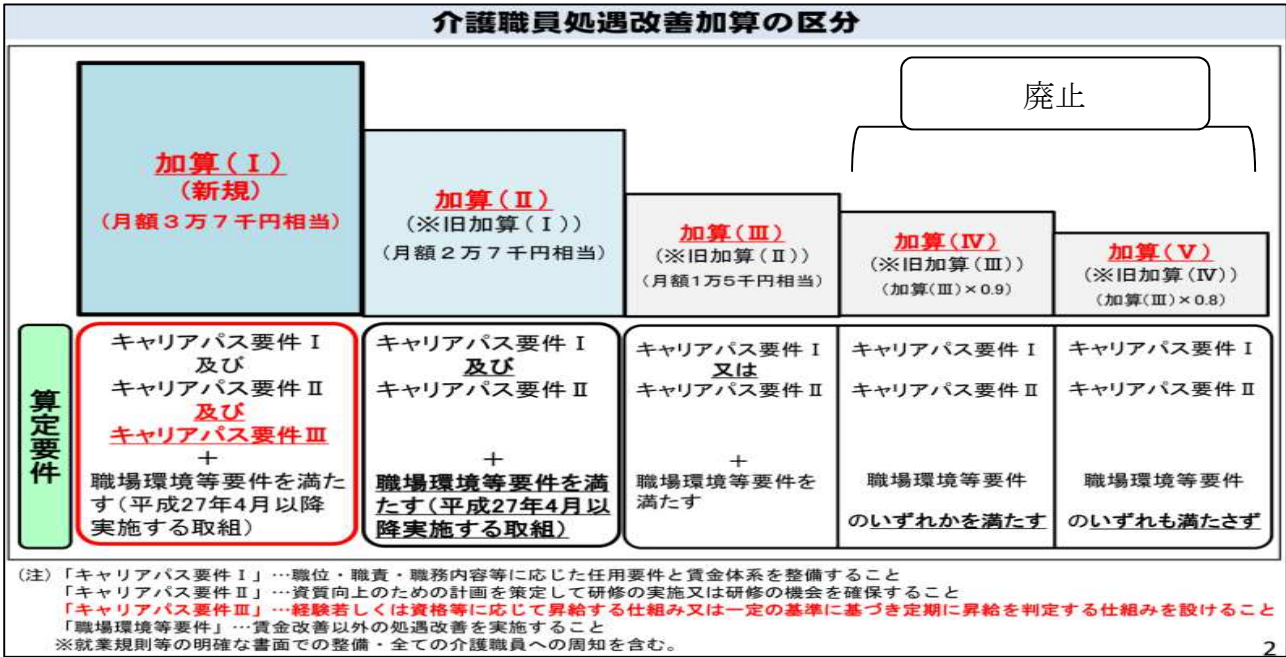 介護職員処遇改善加算の区分
廃止
加算(Ⅰ)
(新規)
(月額3万7千円相当)
加算(Ⅱ)
(※旧加算(Ⅰ))
(月額2万7千円相当)
加算(Ⅲ)
(※旧加算(Ⅱ))
(月額1万5千円相当)
加算(Ⅳ)
(※旧加算(Ⅲ))
(加算(Ⅲ)×0.9)
加算(Ⅴ)
(※旧加算(Ⅳ))
(加算(Ⅲ)×0.8)
算定要件
キャリアパス要件Ⅰ
及び
キャリアパス要件Ⅱ
及び
キャリアパス要件Ⅲ
+
職場環境等要件を満た
す(平成27年4月以降
実施する取組)
キャリアパス要件Ⅰ
及び
キャリアパス要件Ⅱ
+
職場環境等要件を満
たす(平成27年4月以
降実施する取組)
キャリアパス要件Ⅰ
又は
キャリアパス要件Ⅱ
+
職場環境等要件を
満たす
キャリアパス要件Ⅰ
キャリアパス要件Ⅱ
職場環境等要件
のいずれかを満たす
キャリアパス要件Ⅰ
キャリアパス要件Ⅱ
職場環境等要件
のいずれも満たさず
(注)「キャリアパス要件Ⅰ」…職位・職責・職務内容等に応じた任用要件と賃金体系を整備すること
「キャリアパス要件Ⅱ」…資質向上のための計画を策定して研修の実施又は研修の機会を確保すること
「キャリアパス要件Ⅲ」…経験若しくは資格等に応じて昇給する仕組み又は一定の基準に基づき定期に昇給を判定する仕組みを設けること
「職場環境等要件」…賃金改善以外の処遇改善を実施すること
※就業規則等の明確な書面での整備・全ての介護職員への周知を含む。
2